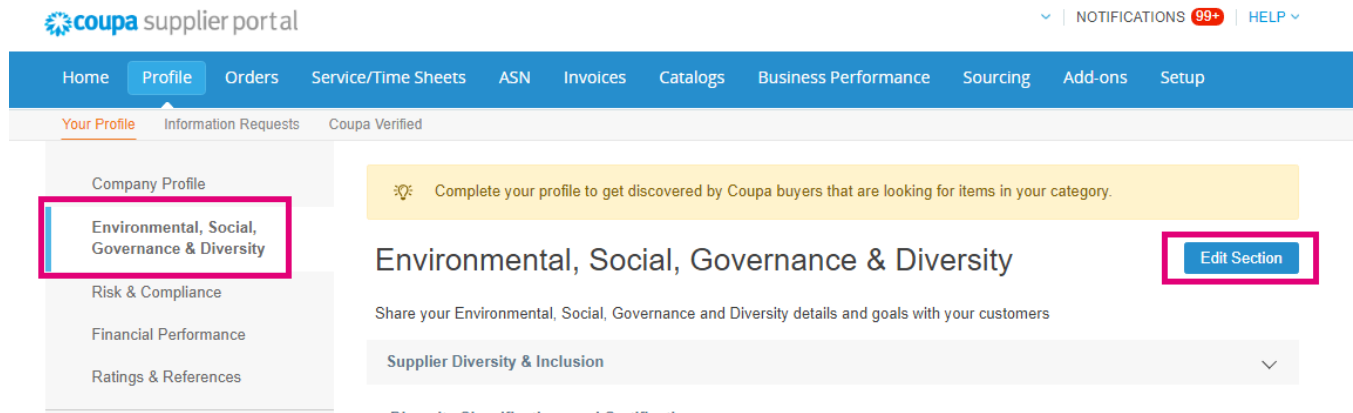 coupa supplier portal
NOTIFICATIONS 99+ HELP
Home Profile Orders Service/Time Sheets ASN Invoices Catalogs Business Performance Sourcing Add-ons Setup
Your Profile Information Requests Coupa Verified
Company Profile
Environmental, Social,
Governance & Diversity
Risk & Compliance
Financial Performance
Ratings & References
Complete your profile to get discovered by Coupa buyers that are looking for items in your category.
Environmental, Social, Governance & Diversity
Edit Section
Share your Environmental, Social, Governance and Diversity details and goals with your customers
Supplier Diversity & Inclusion